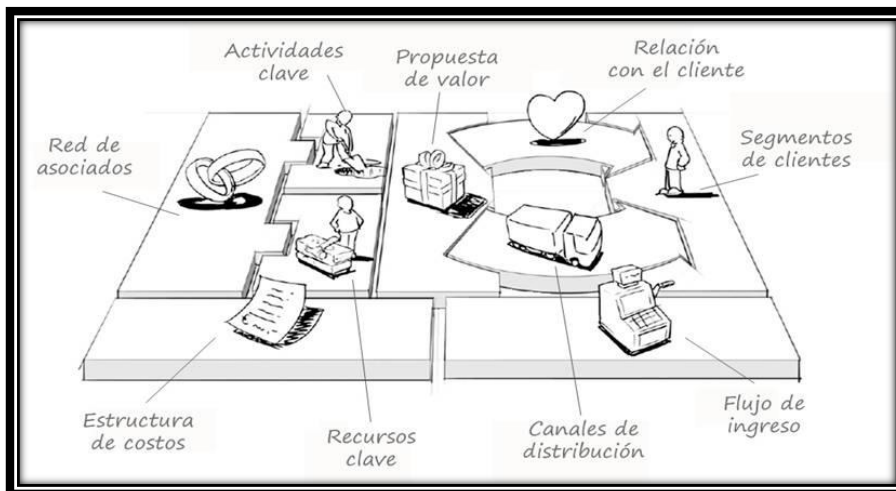 Actividades
clave
Propuesta
de valor
Relación
con el cliente
Red de
asociados
Segmentos
de clientes
Estructura
de costos
Recursos
clave
Canales de
distribución
Flujo de
ingreso